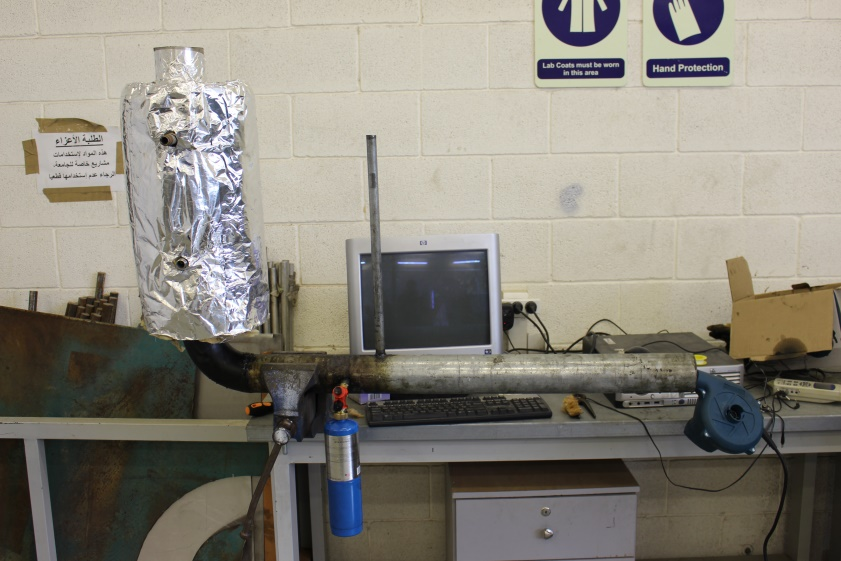 Lab Coats must be worn
in this area
Hand Protection
الطلبة الأعزاء
هذه المواد لاستخدامات
مشاريع خاصة للجامعة،
الرجاء عدم استخدامها قطعيا
hp